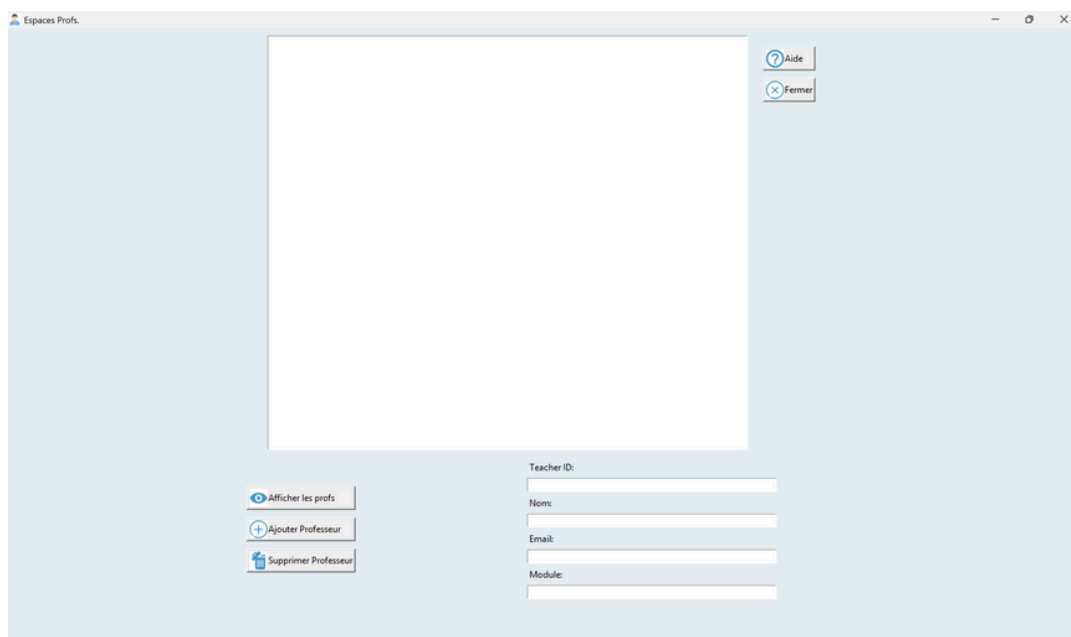 Espaces Profs.
Aide
Fermer
Teacher ID:
Afficher les profs
Nom:
Ajouter Professeur
Email:
Supprimer Professeur
Module: